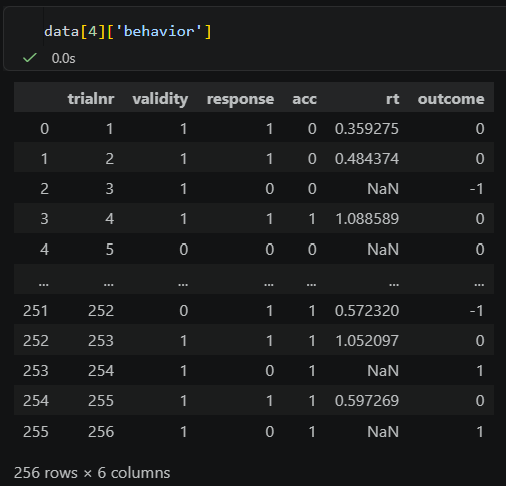 data[4]['behavior']
0.0s
trialnr validity response acc rt outcome
0 1 1 1 0 0.359275 0
1 2 1 1 0 0.484374 0
2 3 1 0 0 NaN -1
3 4 1 1 1 1.088589 0
4 5 0 0 0 NaN 0
... ... ... ... ... ... ...
251 252 0 1 1 0.572320 -1
252 253 1 1 1 1.052097 0
253 254 1 0 1 NaN 1
254 255 1 1 1 0.597269 0
255 256 1 0 1 NaN 1
256 rows × 6 columns